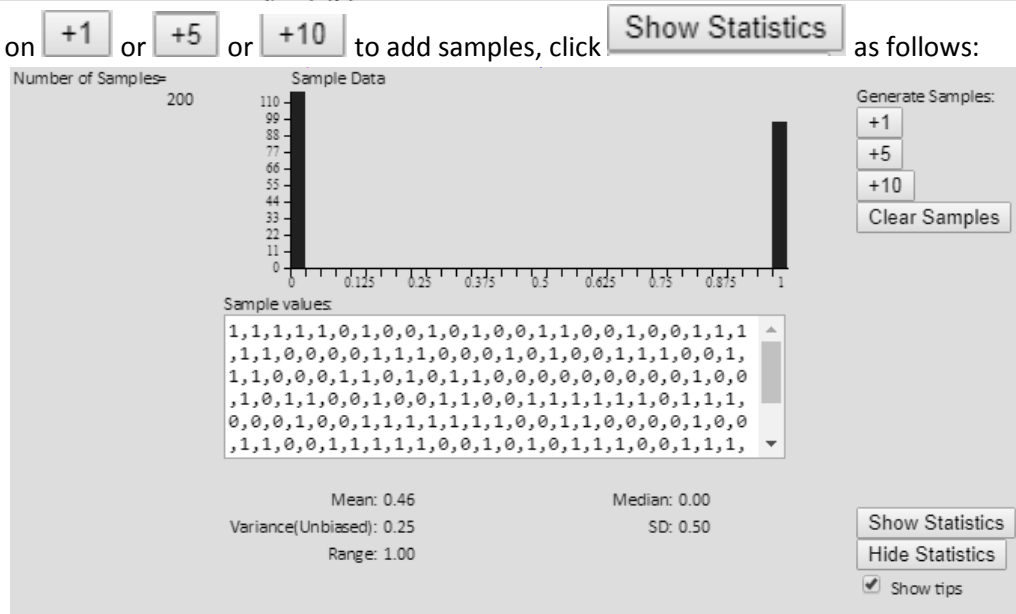 on +1 or +5 or +10 to add samples, click Show Statistics as follows:
Number of Samples=
200
Sample Data
110
99
88
77
66
55
44
33
22
11
0
0 0.125 0.25 0.375 0.5 0.625 0.75 0.875 1
Generate Samples:
+1
+5
+10
Clear Samples
Sample values:
1,1,1,1,1,0,1,0,0,1,0,1,0,0,1,1,0,0,1,0,0,1,1,1
,1,1,0,0,0,0,1,1,1,0,0,0,1,0,1,0,0,1,1,1,0,0,1,
1,1,0,0,0,1,1,0,1,0,1,1,0,0,0,0,0,0,0,0,0,1,0,0
,1,0,1,1,0,0,1,0,0,1,1,0,0,1,1,1,1,1,1,0,1,1,1,
0,0,0,1,0,0,1,1,1,1,1,1,1,0,0,1,1,0,0,0,0,1,0,0
,1,1,0,0,1,1,1,1,1,0,0,1,0,1,0,1,1,1,0,0,1,1,1,
Mean: 0.46
Median: 0.00
Variance(Unbiased): 0.25
SD: 0.50
Range: 1.00
Show Statistics
Hide Statistics
Show tips